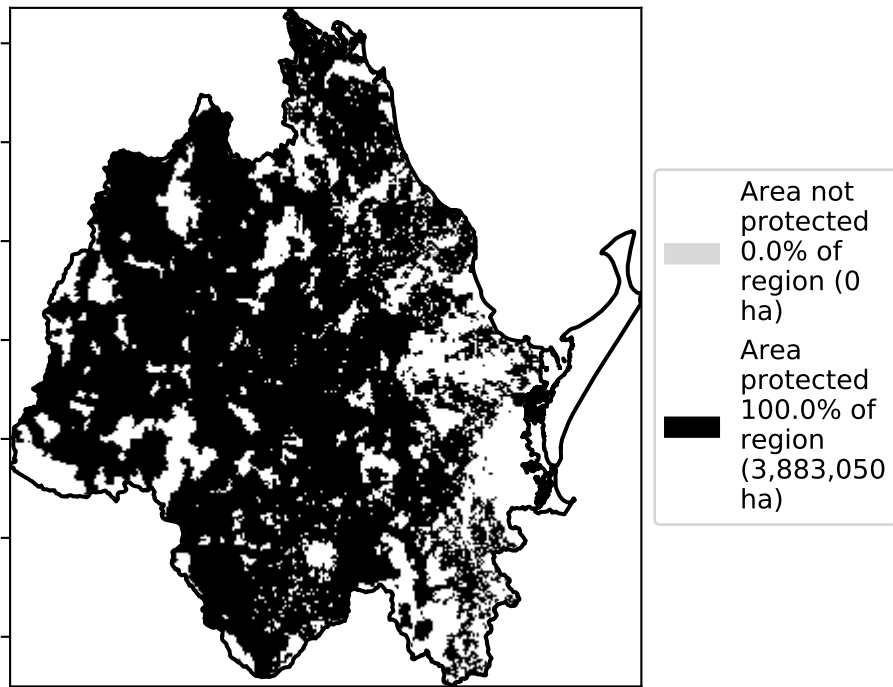 Area not
protected
0.0% of
region (0
ha)
Area
protected
100.0% of
region
(3,883,050
ha)